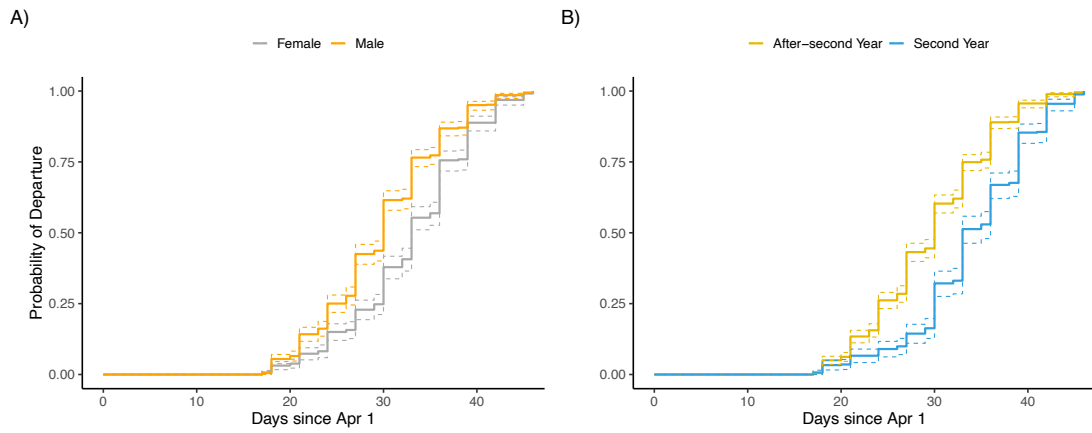 A)
Female Male
1.00
0.75
0.50
0.25
0.00
Probability of Departure
0 10 20 30 40
Days since Apr 1
B)
After−second Year Second Year
1.00
0.75
0.50
0.25
0.00
0 10 20 30 40
Days since Apr 1